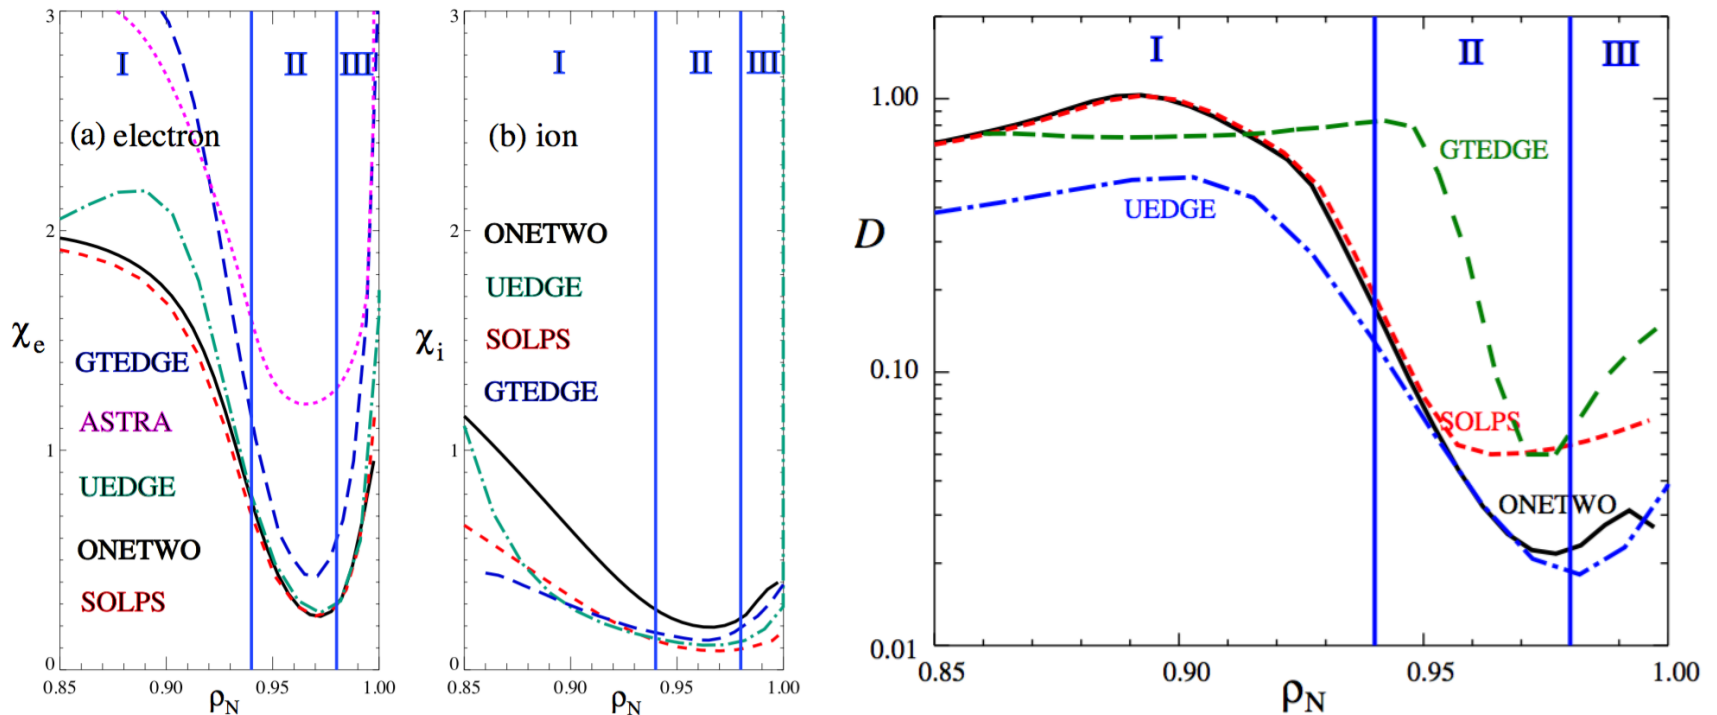 3
I II III
(a) electron
2
χe
GTEDGE
ASTRA
1
UEDGE
ONETWO
SOLPS
0
0.85 0.90 0.95 1.00
ρN
3
I II III
(b) ion
2
ONETWO
UEDGE
χi
SOLPS
GTEDGE
1
0
0.85 0.90 0.95 1.00
ρN
I II III
1.00
GTEDGE
UEDGE
D
0.10
SOLPS
ONETWO
0.01
0.85 0.90 0.95 1.00
ρN